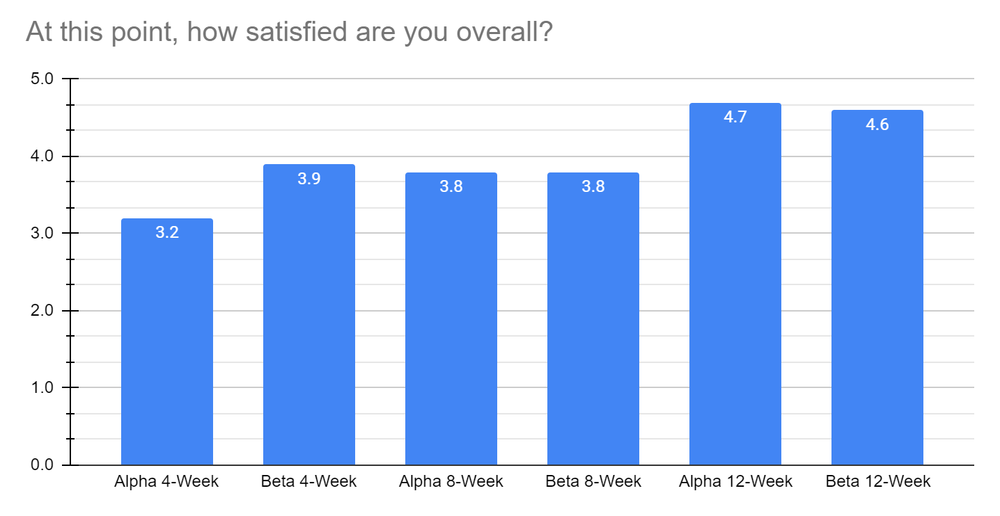 At this point, how satisfied are you overall?
5.0
4.0
3.0
2.0
1.0
0.0
3.2
3.9
3.8
3.8
4.7
4.6
Alpha 4-Week
Beta 4-Week
Alpha 8-Week
Beta 8-Week
Alpha 12-Week
Beta 12-Week